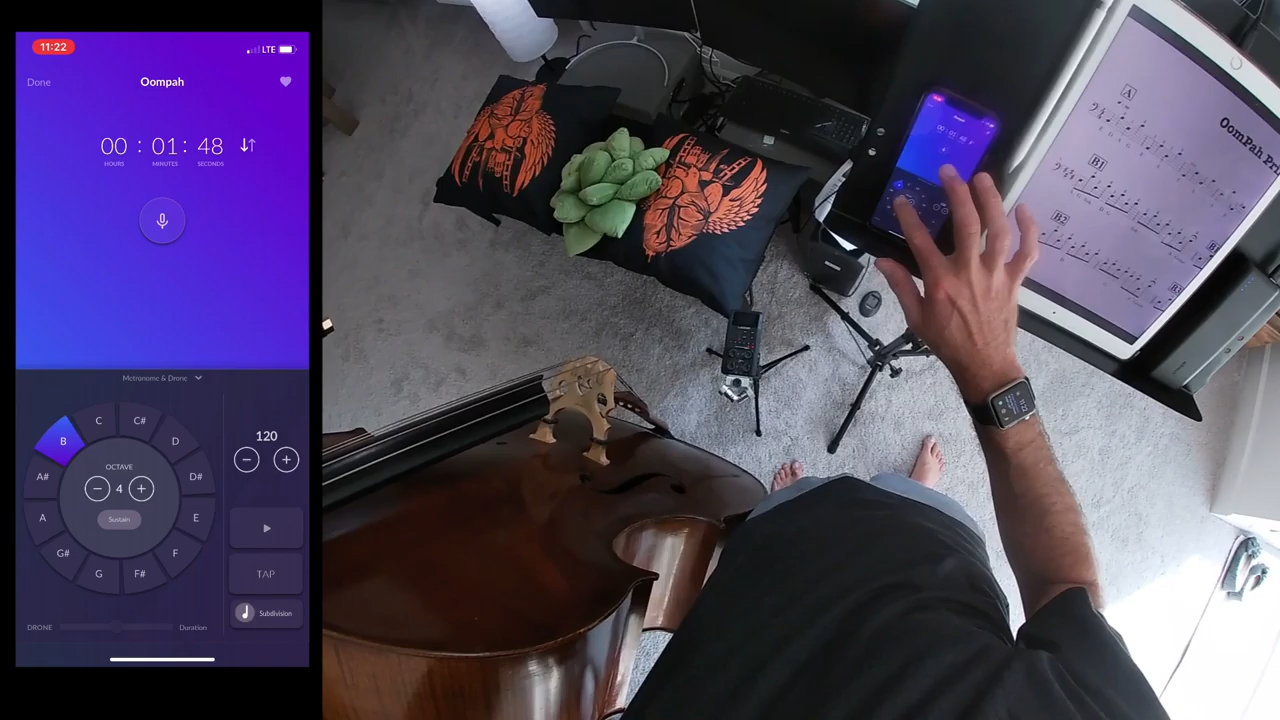 11:22
LTE
Done
Oompah
00 : 01 : 48
HOURS
MINUTES
SECONDS
Metronome & Drone
C
C#
B
D
A#
D#
OCTAVE
4
Sustain
A
E
G#
F
G
F#
DRONE
Duration
120
TAP
Subdivision
A
OomPah Pr
B1
B2